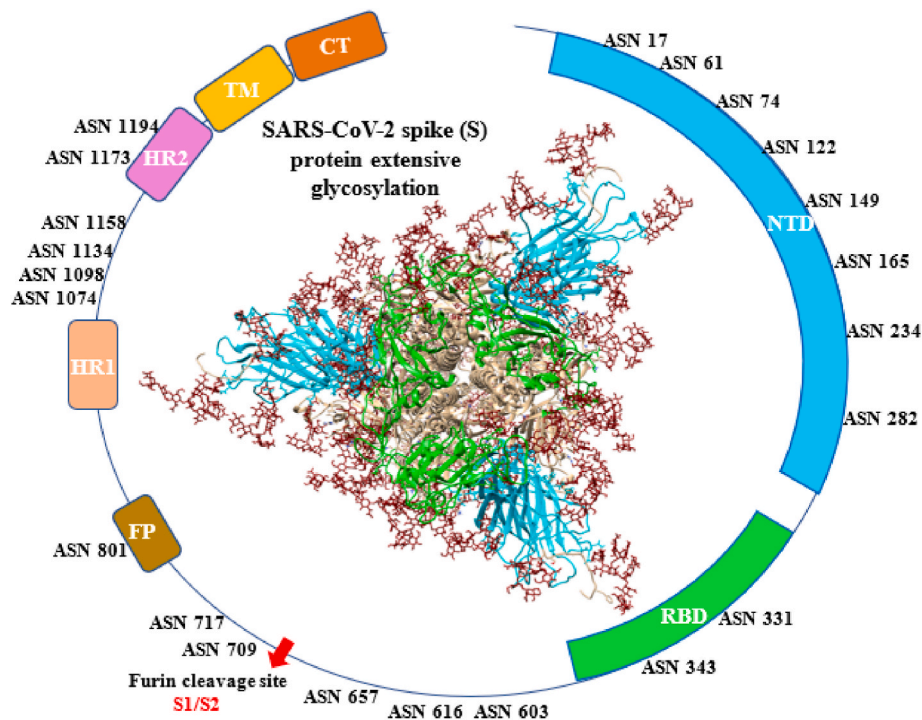 CT
TM
HR2
ASN 1194
ASN 1173
SARS-CoV-2 spike (S)
protein extensive
glycosylation
ASN 17
ASN 61
ASN 74
ASN 122
ASN 149
NTD
ASN 165
ASN 234
ASN 282
ASN 1158
ASN 1134
ASN 1098
ASN 1074
HR1
FP
ASN 801
RBD
ASN 331
ASN 343
ASN 717
ASN 709
Furin cleavage site
S1/S2
ASN 657
ASN 616
ASN 603